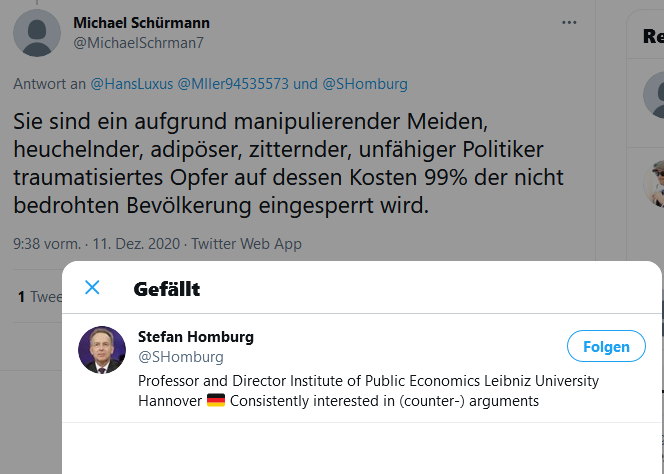 Michael Schürmann
@MichaelSchrman7
Antwort an @HansLuxus @Mller94535573 und @SHomburg
Sie sind ein aufgrund manipulierender Meiden,
heuchelnder, adipöser, zitternder, unfähiger Politiker
traumatisiertes Opfer auf dessen Kosten 99% der nicht
bedrohten Bevölkerung eingesperrt wird.
9:38 vorm. · 11. Dez. 2020 · Twitter Web App
1 Twee
Re
Gefällt
Stefan Homburg
@SHomburg
Folgen
Professor and Director Institute of Public Economics Leibniz University
Hannover 🇩🇪 Consistently interested in (counter-) arguments